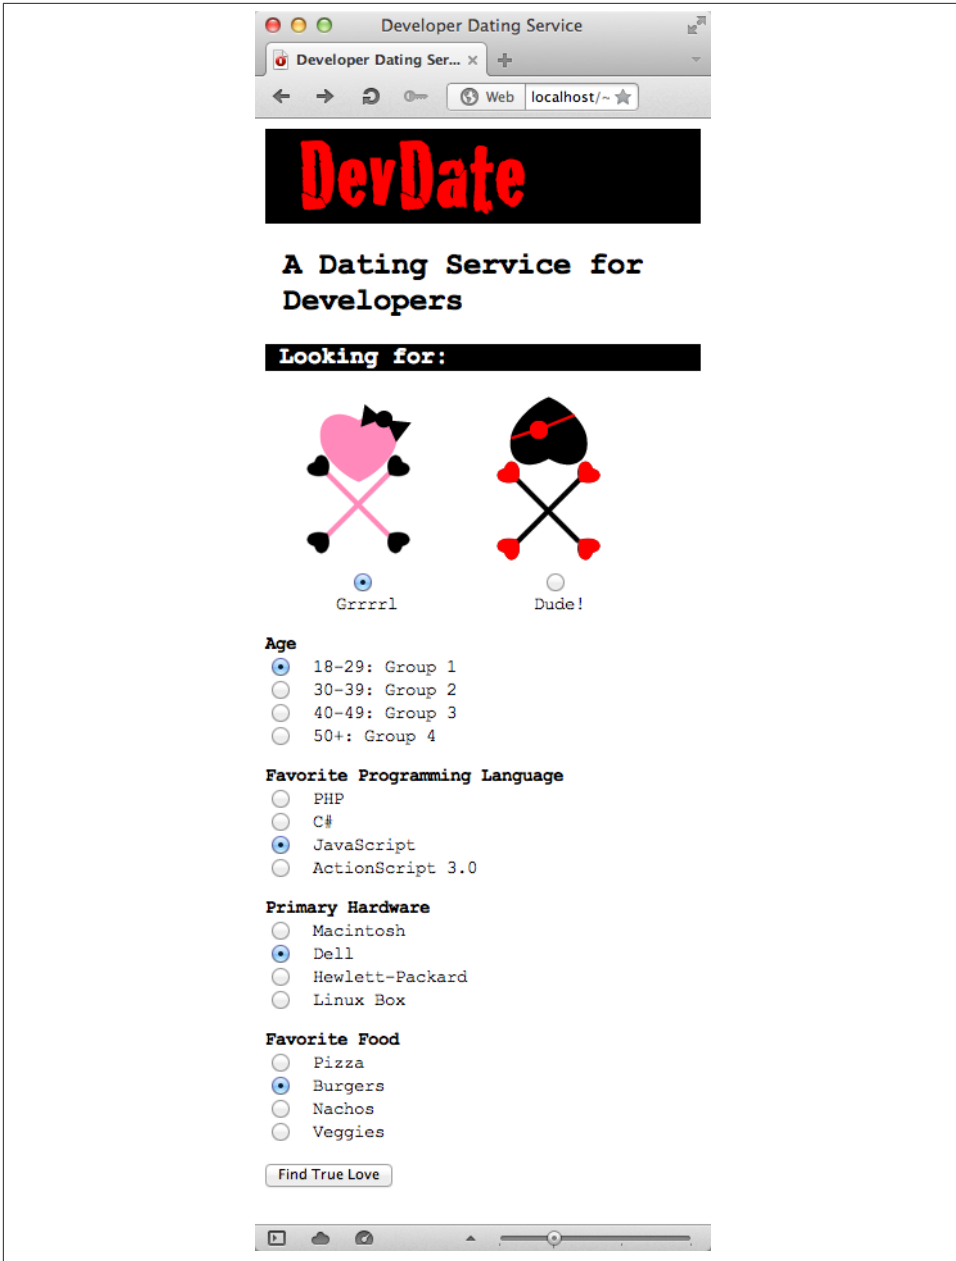 Developer Dating Service
Developer Dating Ser...
Web localhost/~
DevDate
A Dating Service for
Developers
Looking for:
Grrrrl Dude!
Age
18-29: Group 1
30-39: Group 2
40-49: Group 3
50+: Group 4
Favorite Programming Language
PHP
C#
JavaScript
ActionScript 3.0
Primary Hardware
Macintosh
Dell
Hewlett-Packard
Linux Box
Favorite Food
Pizza
Burgers
Nachos
Veggies
Find True Love